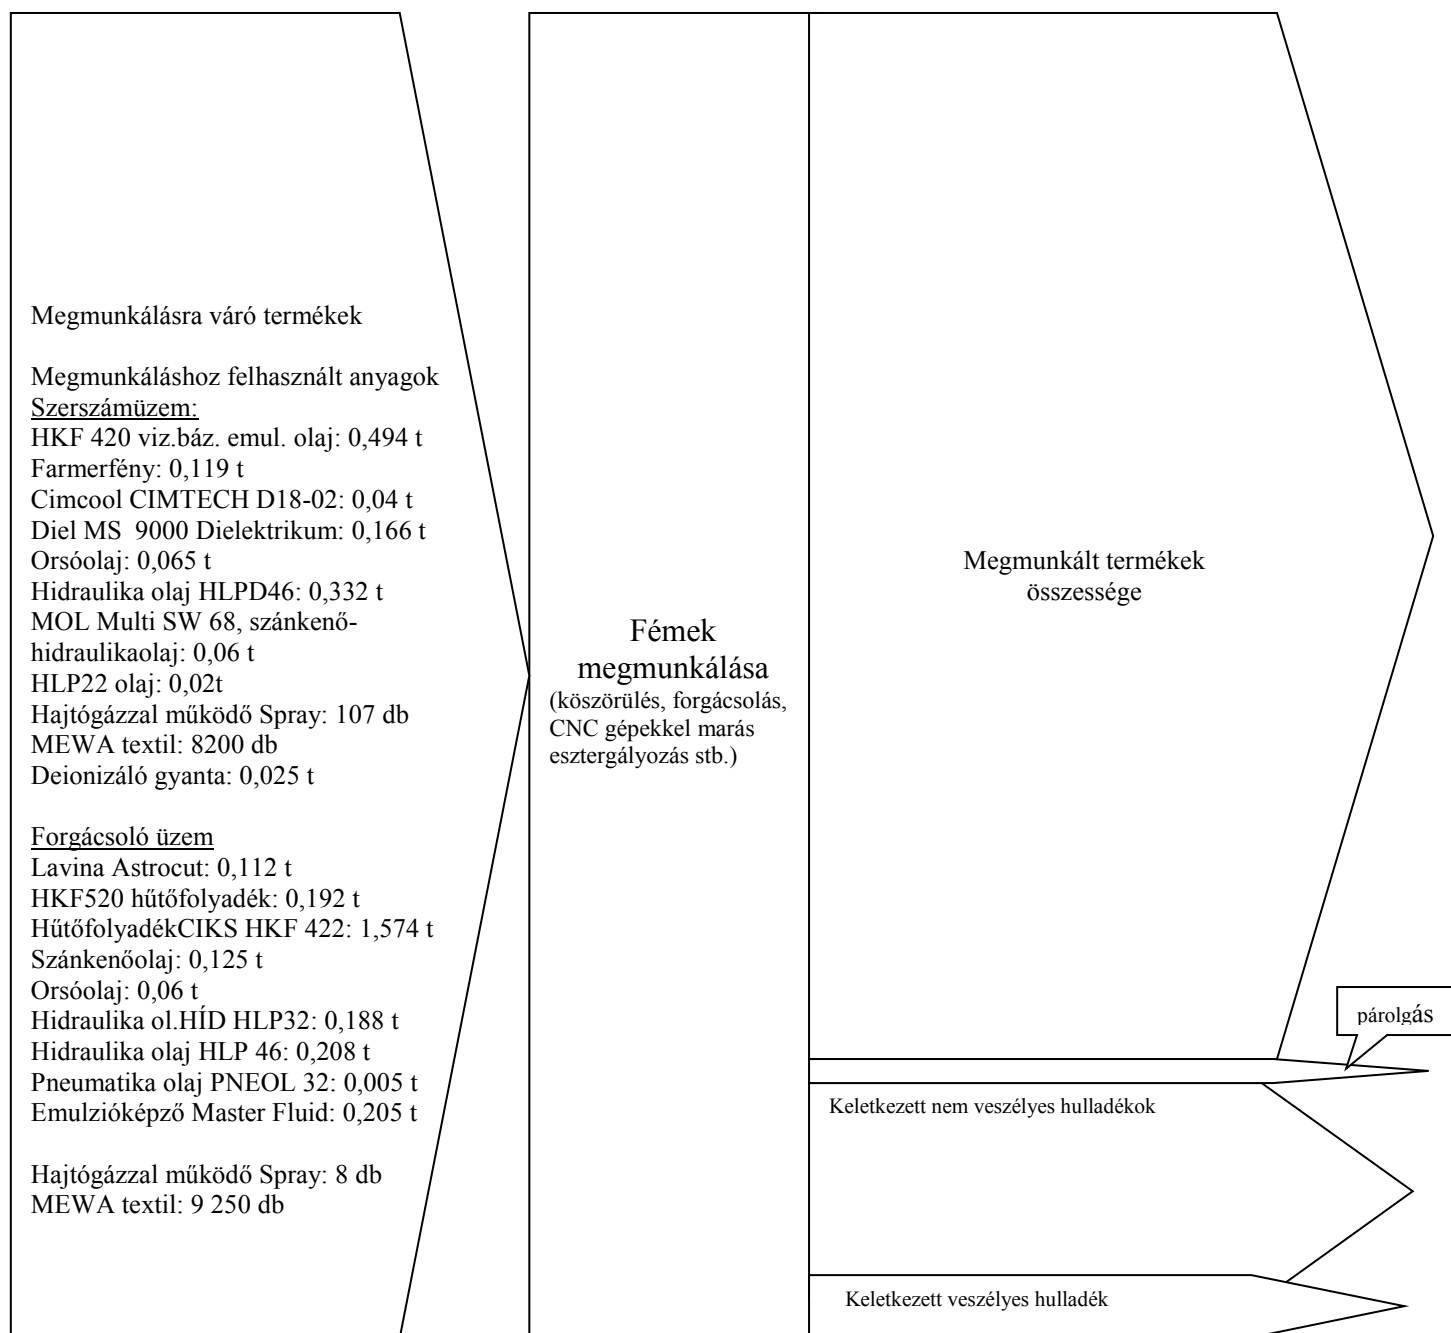 Megmunkálásra váró termékek
Megmunkáláshoz felhasznált anyagok
Szerszámüzem:
HKF 420 viz.báz. emul. olaj: 0,494 t
Farmerfény: 0,119 t
Cimcool CIMTECH D18-02: 0,04 t
Diel MS  9000 Dielektrikum: 0,166 t
Orsóolaj: 0,065 t
Hidraulika olaj HLPD46: 0,332 t
MOL Multi SW 68, szánkenő-
hidraulikaolaj: 0,06 t
HLP22 olaj: 0,02t
Hajtógázzal működő Spray: 107 db
MEWA textil: 8200 db
Deionizáló gyanta: 0,025 t
Forgácsoló üzem
Lavina Astrocut: 0,112 t
HKF520 hűtőfolyadék: 0,192 t
HűtőfolyadékCIKS HKF 422: 1,574 t
Szánkenőolaj: 0,125 t
Orsóolaj: 0,06 t
Hidraulika ol.HÍD HLP32: 0,188 t
Hidraulika olaj HLP 46: 0,208 t
Pneumatika olaj PNEOL 32: 0,005 t
Emulzióképző Master Fluid: 0,205 t
Hajtógázzal működő Spray: 8 db
MEWA textil: 9 250 db
Fémek
megmunkálása
(köszörülés, forgácsolás,
CNC gépekkel marás
esztergályozás stb.)
Megmunkált termékek
összessége
párolgás
Keletkezett nem veszélyes hulladékok
Keletkezett veszélyes hulladék